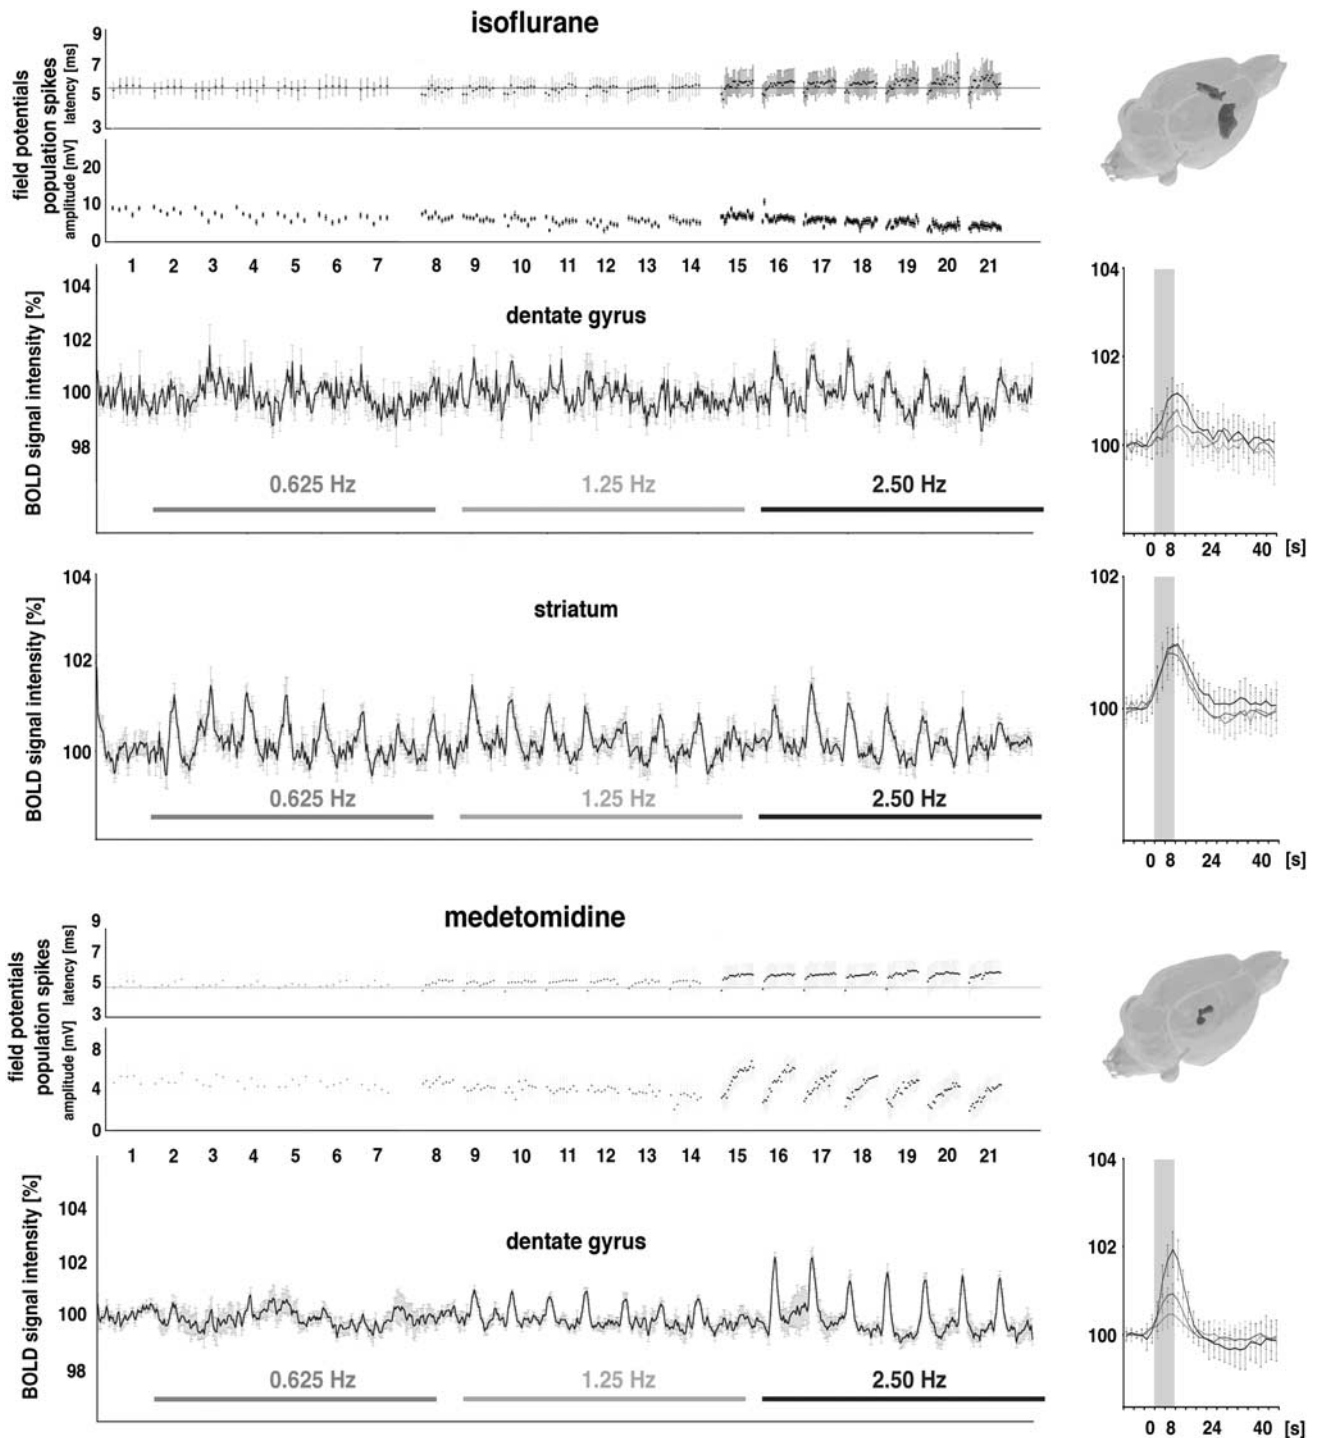 isoflurane
field potentials
population spikes
latency [ms]
9
7
5
3
amplitude [mV]
20
10
0
1 2 3 4 5 6 7 8 9 10 11 12 13 14 15 16 17 18 19 20 21
BOLD signal intensity [%]
104
102
100
98
dentate gyrus
0.625 Hz 1.25 Hz 2.50 Hz
104
102
100
0 8 24 40 [s]
BOLD signal intensity [%]
104
102
100
striatum
0.625 Hz 1.25 Hz 2.50 Hz
102
100
0 8 24 40 [s]
medetomidine
field potentials
population spikes
latency [ms]
9
7
5
3
amplitude [mV]
8
4
0
1 2 3 4 5 6 7 8 9 10 11 12 13 14 15 16 17 18 19 20 21
BOLD signal intensity [%]
104
102
100
98
dentate gyrus
0.625 Hz 1.25 Hz 2.50 Hz
104
102
100
0 8 24 40 [s]